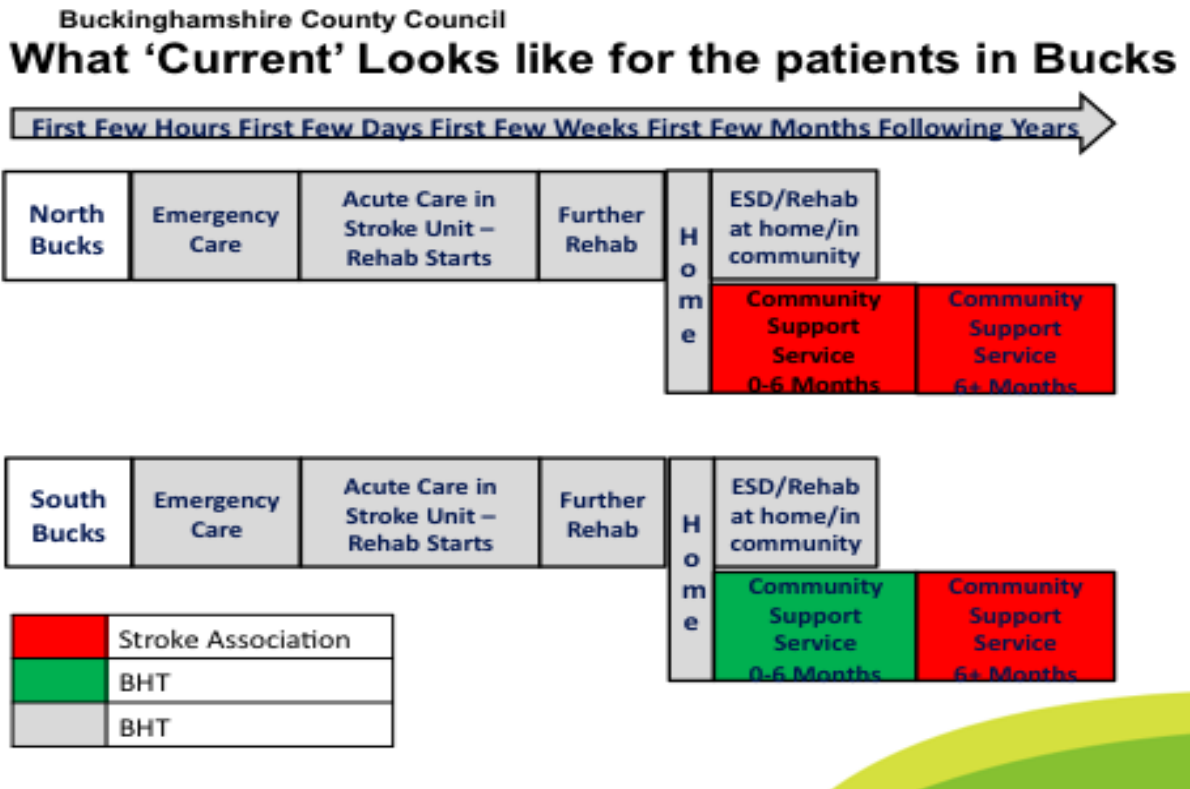 Buckinghamshire County Council
What ‘Current’ Looks like for the patients in Bucks
First Few Hours First Few Days First Few Weeks First Few Months Following Years
North
Bucks
Emergency
Care
Acute Care in
Stroke Unit –
Rehab Starts
Further
Rehab
H
o
m
e
ESD/Rehab
at home/in
community
Community
Support
Service
0-6 Months
Community
Support
Service
6+ Months
South
Bucks
Emergency
Care
Acute Care in
Stroke Unit –
Rehab Starts
Further
Rehab
H
o
m
e
ESD/Rehab
at home/in
community
Community
Support
Service
0-6 Months
Community
Support
Service
6+ Months
Stroke Association
BHT
BHT